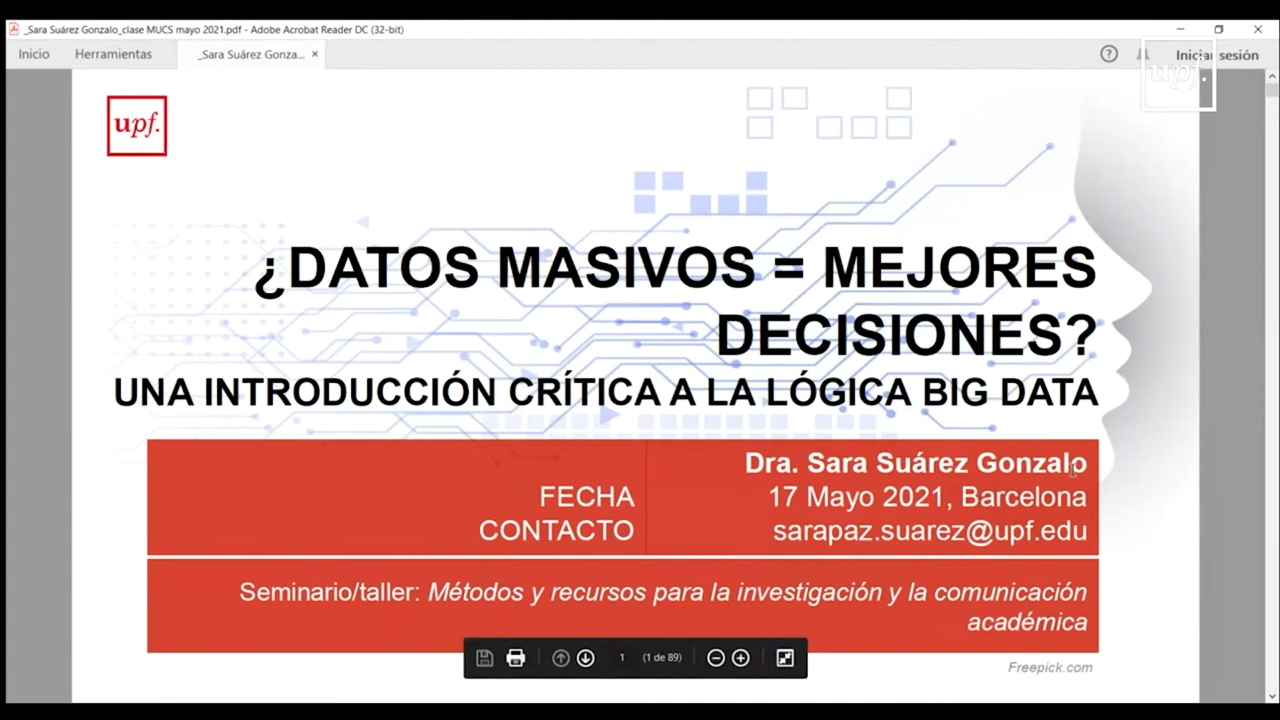 _Sara Suárez Gonzalo_clase MUCS mayo 2021.pdf - Adobe Acrobat Reader DC (32-bit)
Inicio
Herramientas
_Sara Suárez Gonza...
Iniciar sesión
upf.
upf.
¿DATOS MASIVOS = MEJORES
DECISIONES?
UNA INTRODUCCIÓN CRÍTICA A LA LÓGICA BIG DATA
Dra. Sara Suárez Gonzalo
FECHA 17 Mayo 2021, Barcelona
CONTACTO sarapaz.suarez@upf.edu
Seminario/taller: Métodos y recursos para la investigación y la comunicación
académica
1 (1 de 89)
Freepick.com